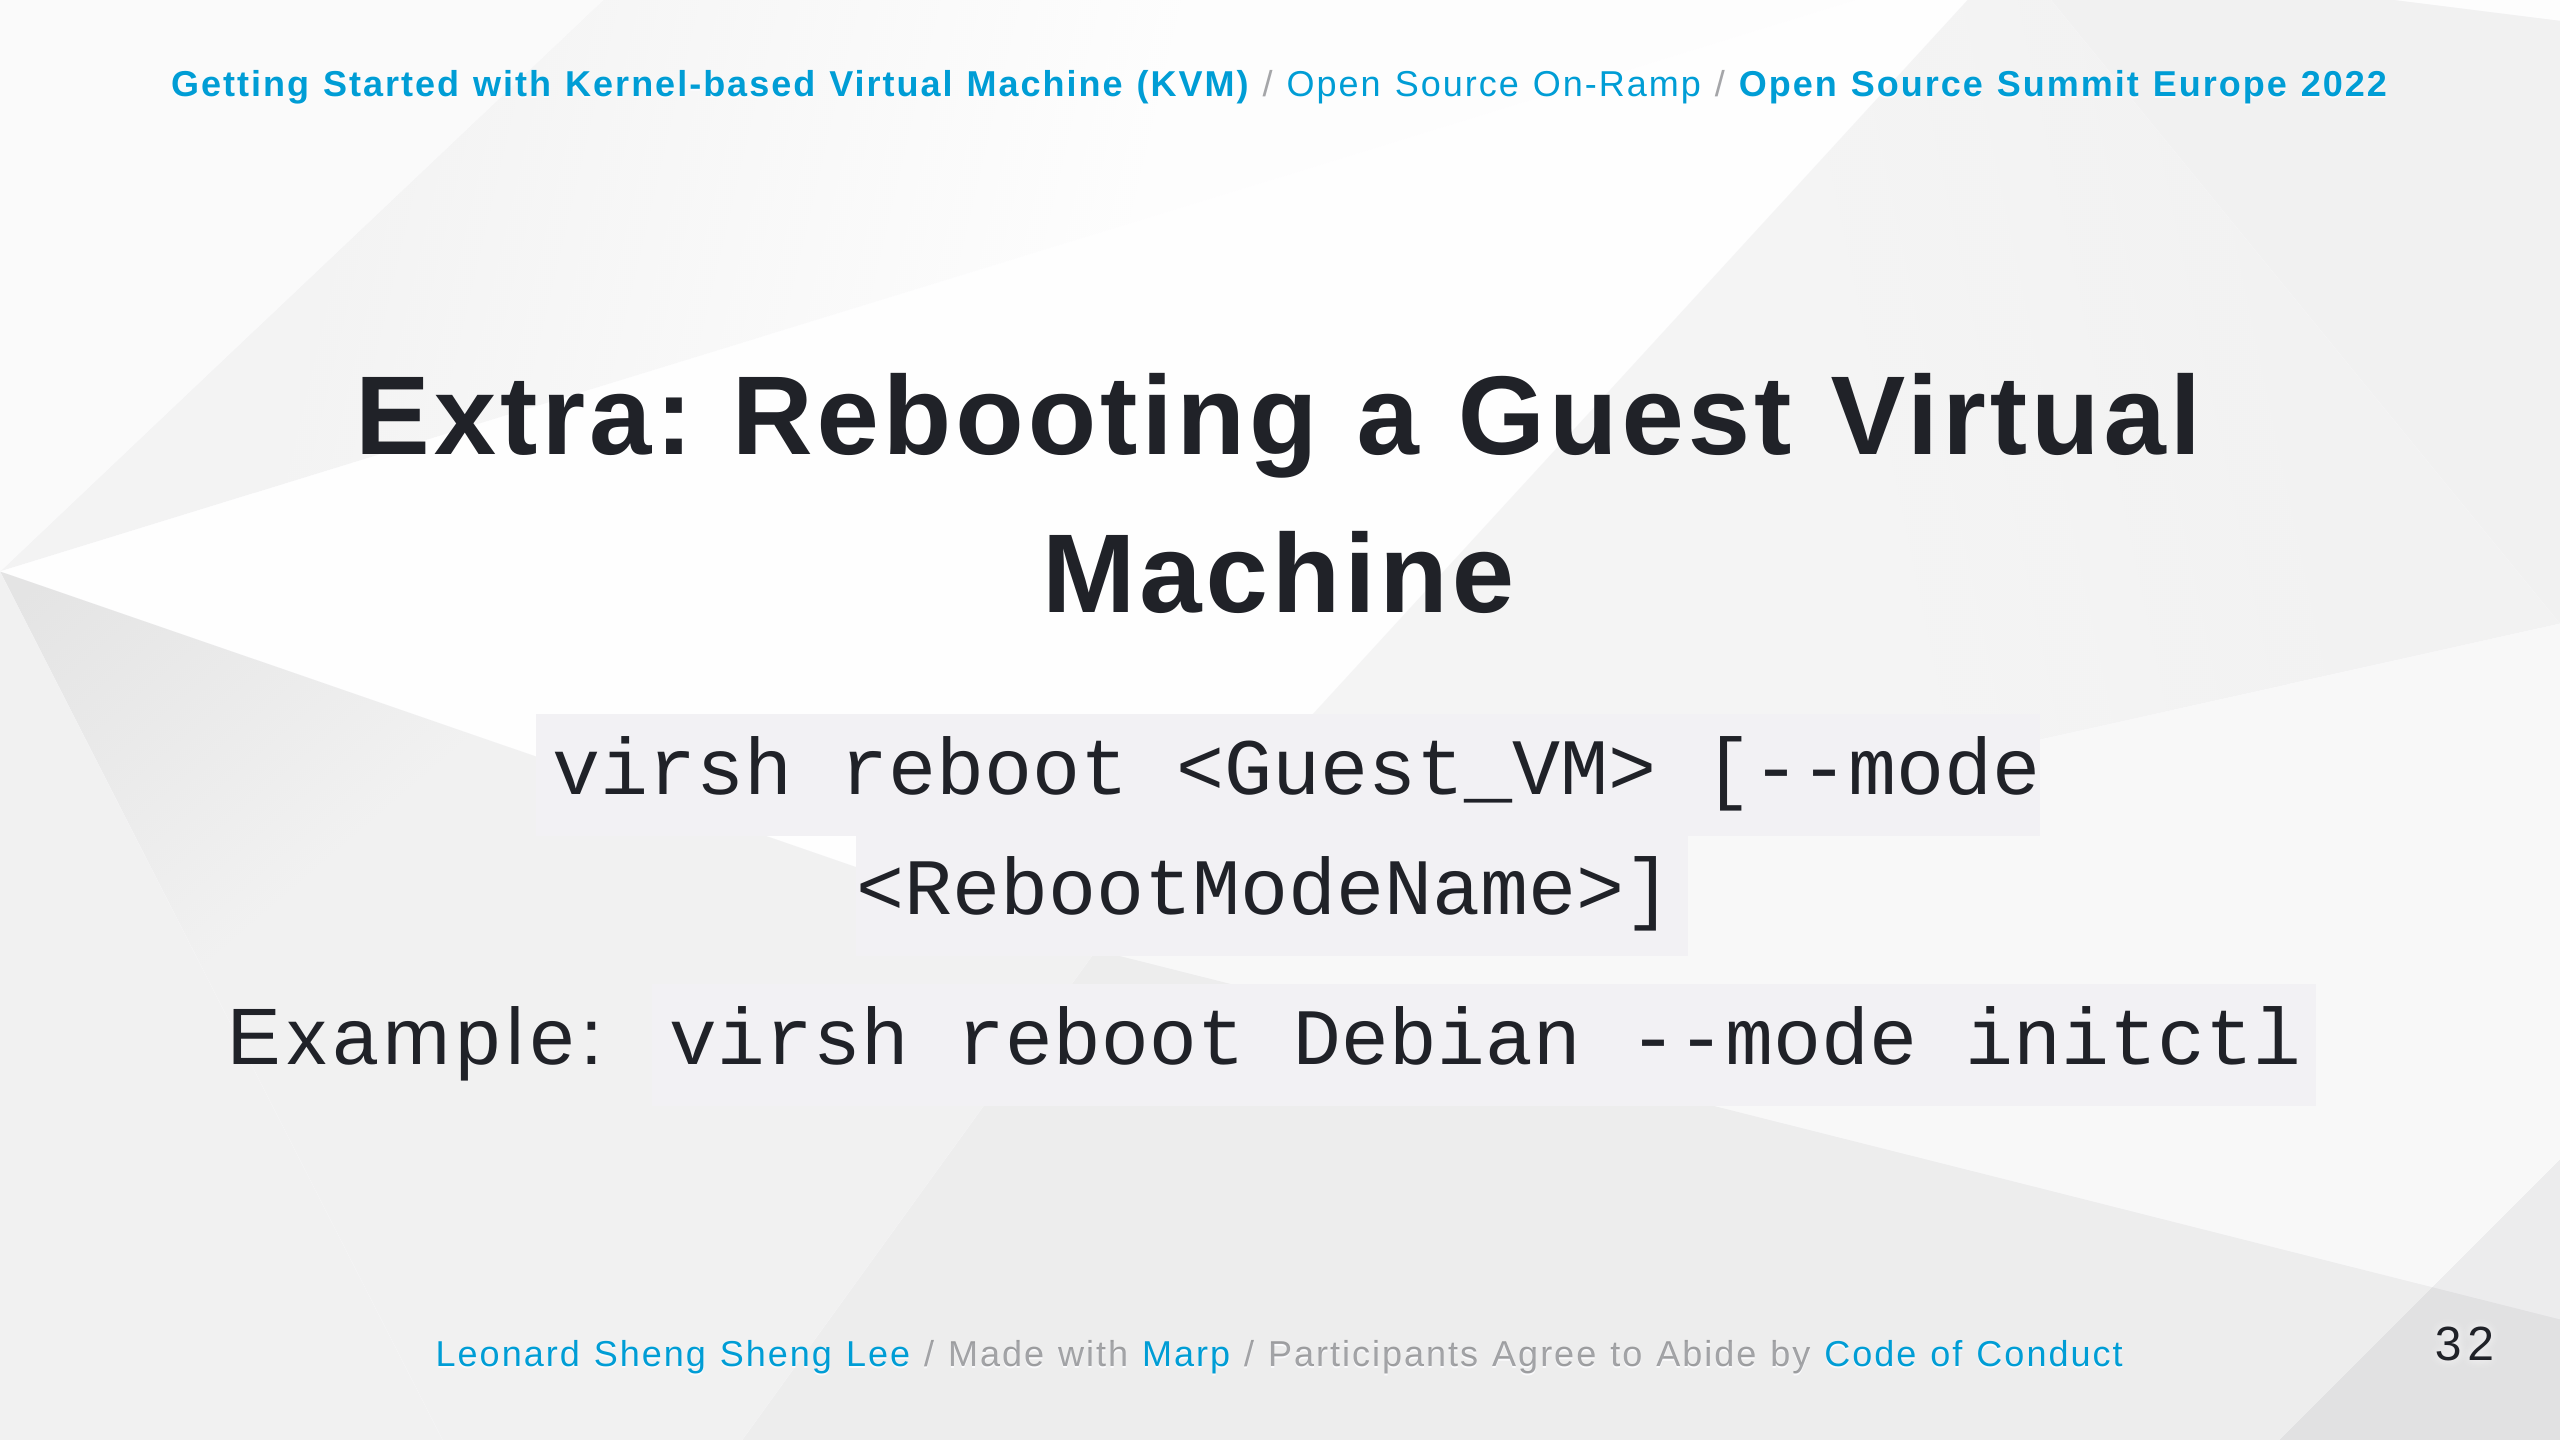 Getting Started with Kernel-based Virtual Machine (KVM) / Open Source On-Ramp / Open Source Summit Europe 2022
Extra: Rebooting a Guest Virtual
Machine
virsh reboot <Guest_VM> [--mode
<RebootModeName>]
Example: virsh reboot Debian --mode initctl
Leonard Sheng Sheng Lee / Made with Marp / Participants Agree to Abide by Code of Conduct
32